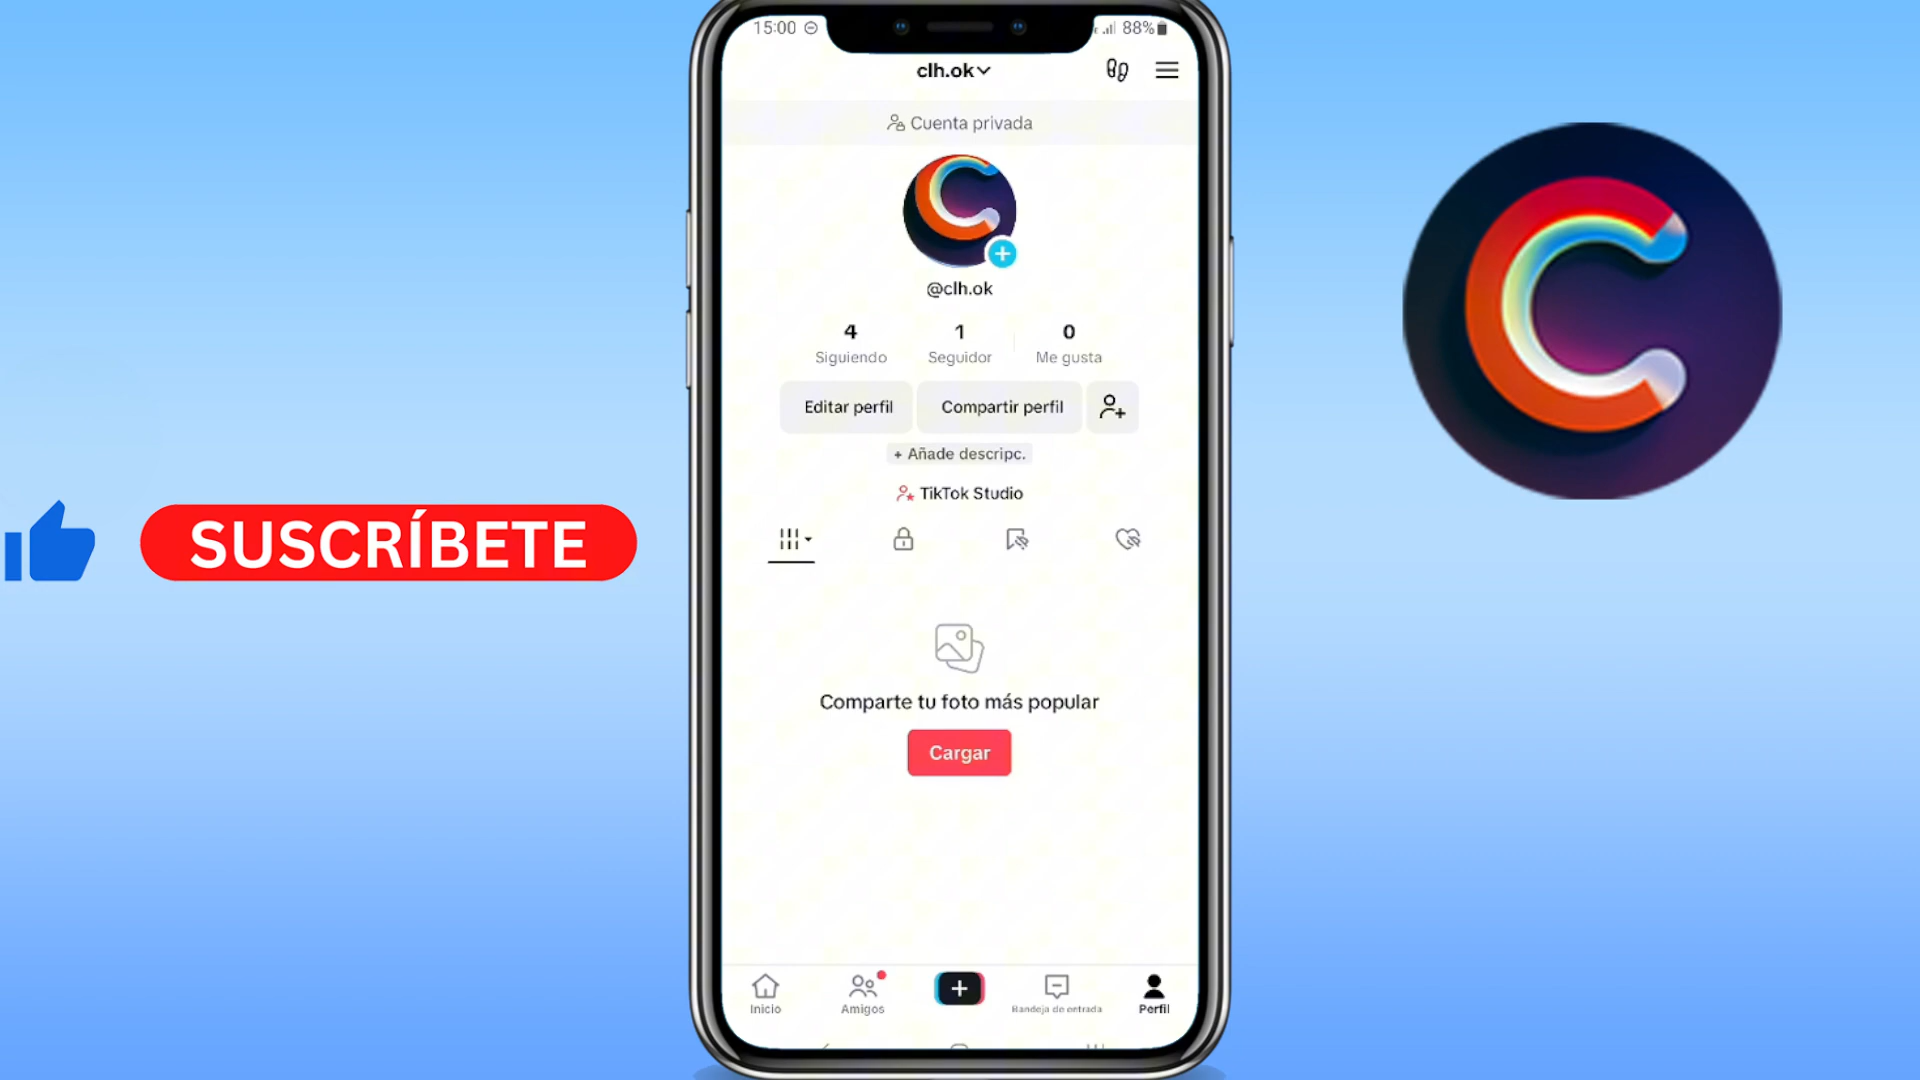 15:00
88%
clh.ok
Cuenta privada
@clh.ok
4
1
0
Siguiendo
Seguidor
Me gusta
Editar perfil
Compartir perfil
+ Añade descripc.
TikTok Studio
SUSCRÍBETE
Comparte tu foto más popular
Cargar
Inicio
Amigos
Bandeja de entrada
Perfil